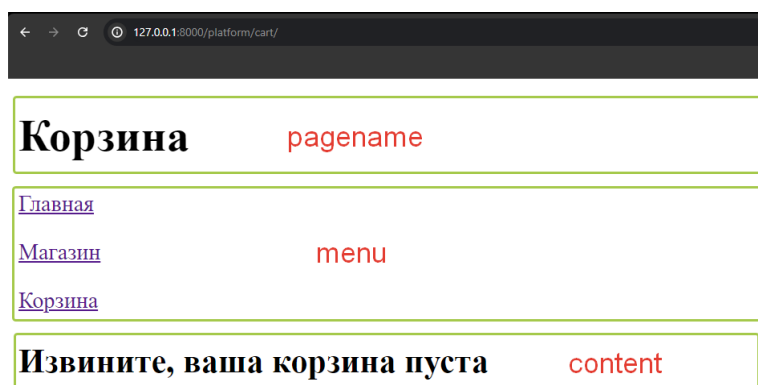 127.0.0.1:8000/platform/cart/
Корзина pagename
Главная
Магазин menu
Корзина
Извините, ваша корзина пуста content